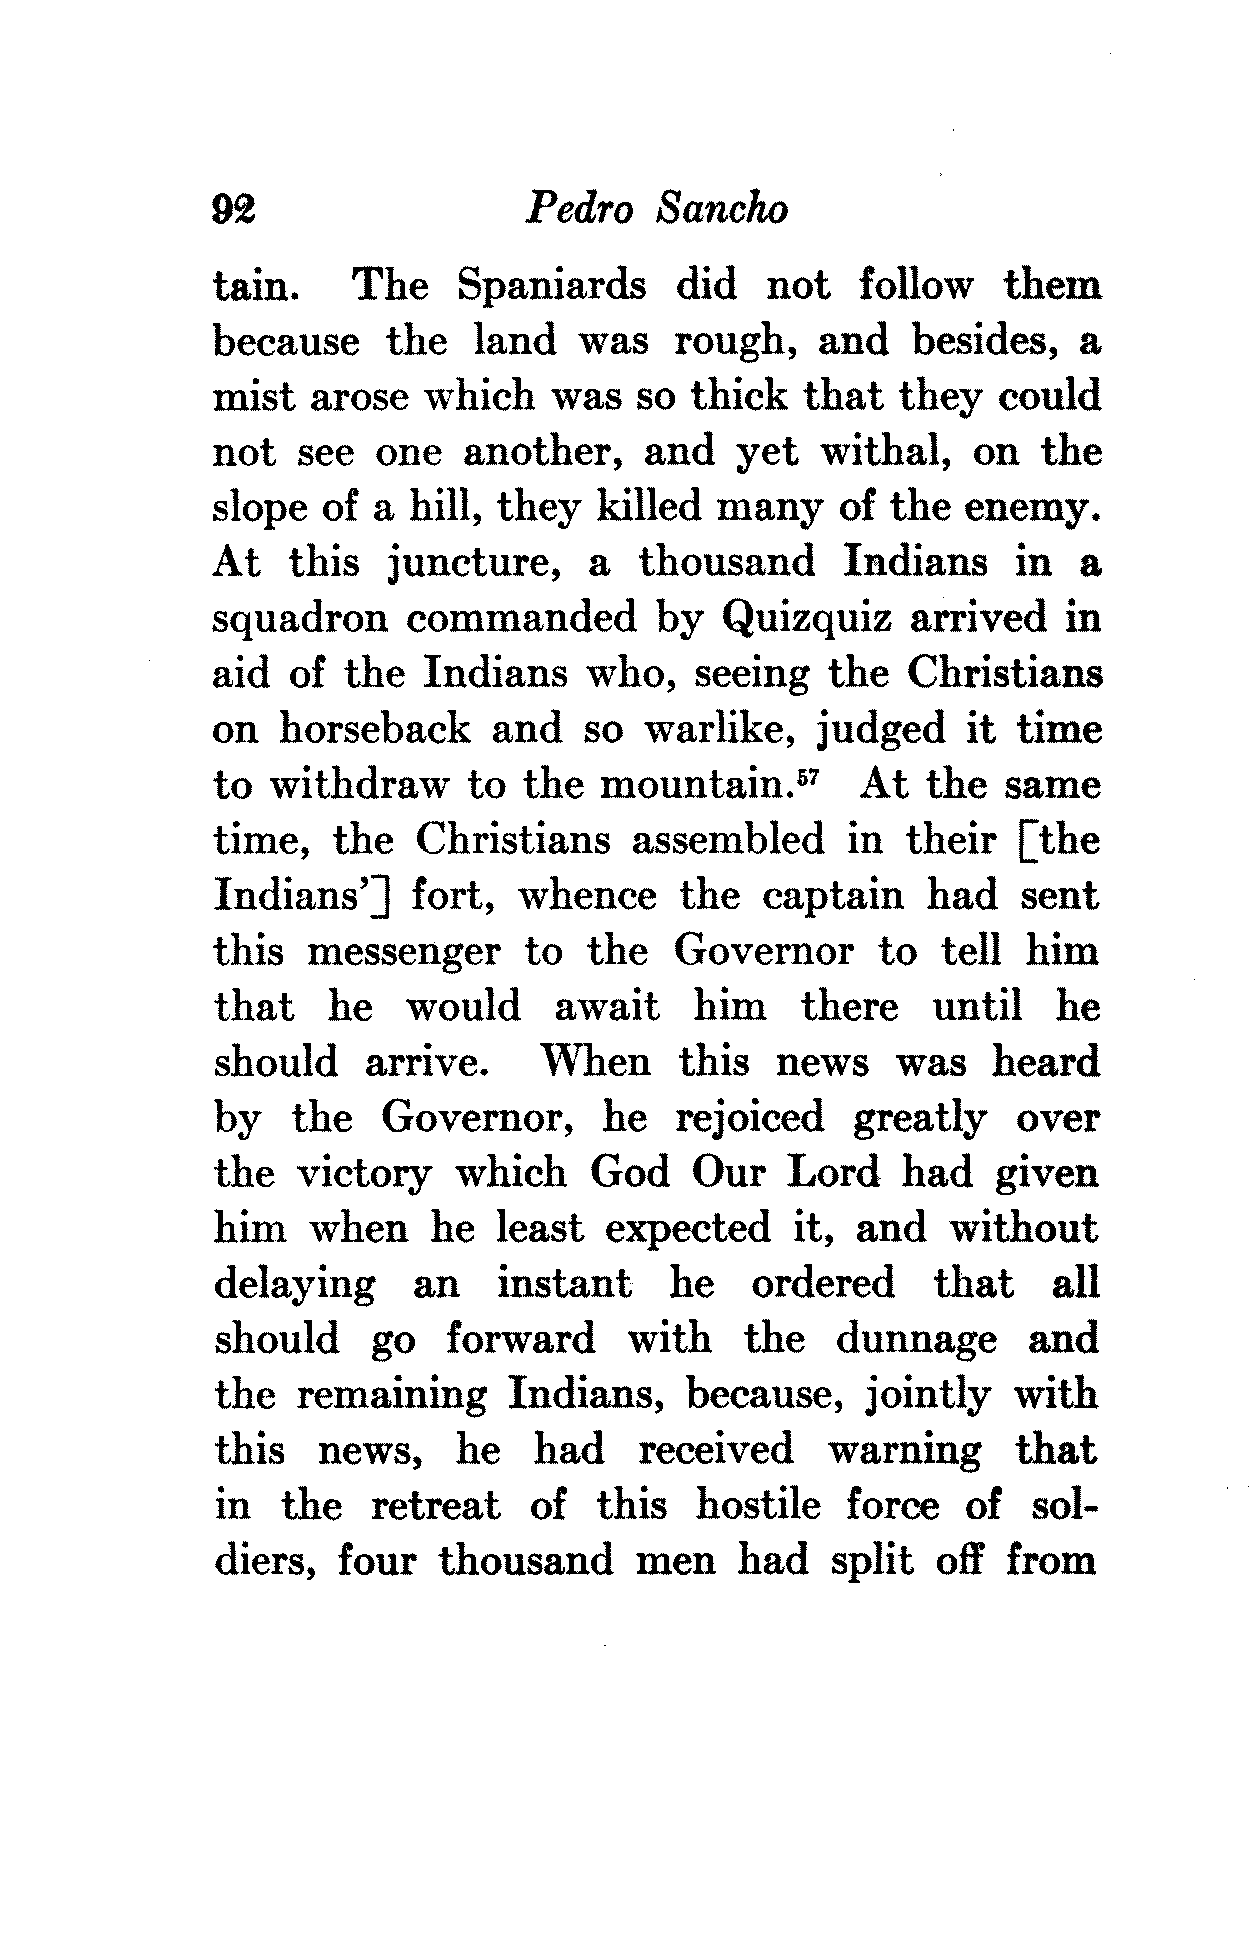 92 Pedro Sancho
tain. The Spaniards did not follow them
because the land was rough, and besides, a
mist arose which was so thick that they could
not see one another, and yet withal, on the
slope of a hill, they killed many of the enemy.
At this juncture, a thousand Indians in a
squadron commanded by Quizquiz arrived in
aid of the Indians who, seeing the Christians
on horseback and so warlike, judged it time
to withdraw to the mountain.⁵⁷ At the same
time, the Christians assembled in their [the
Indians'] fort, whence the captain had sent
this messenger to the Governor to tell him
that he would await him there until he
should arrive. When this news was heard
by the Governor, he rejoiced greatly over
the victory which God Our Lord had given
him when he least expected it, and without
delaying an instant he ordered that all
should go forward with the dunnage and
the remaining Indians, because, jointly with
this news, he had received warning that
in the retreat of this hostile force of sol-
diers, four thousand men had split off from